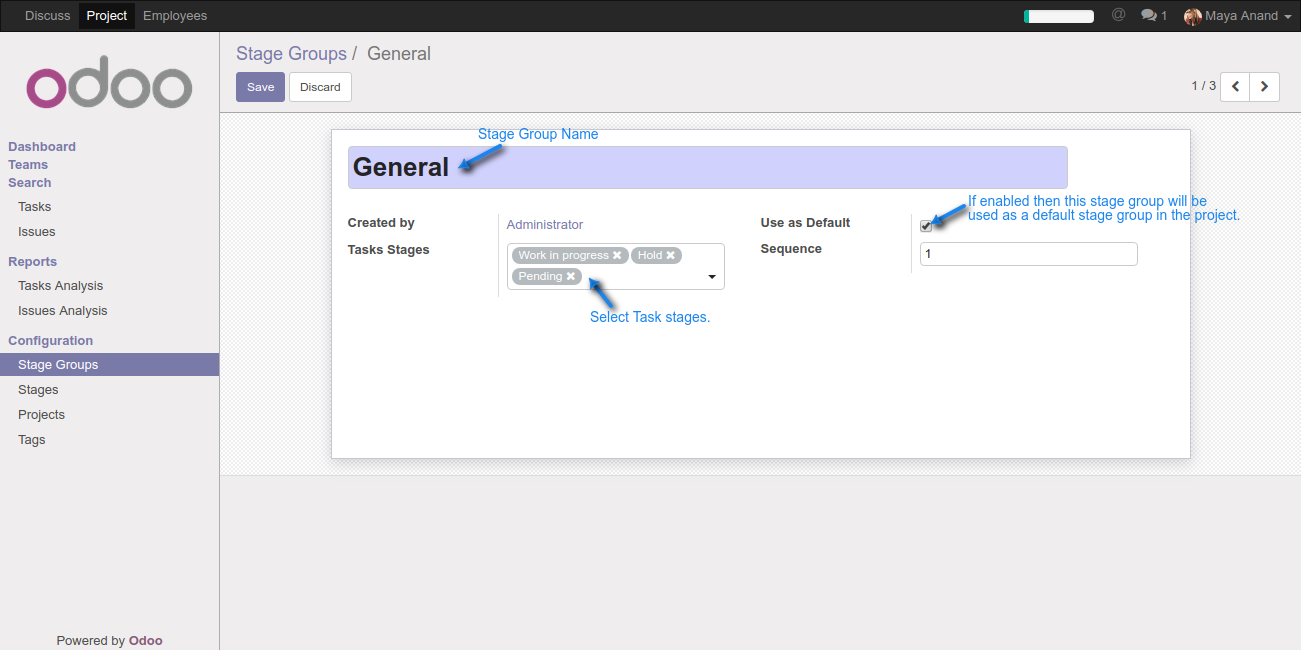 Discuss Project Employees @ 1 Maya Anand
odoo
Stage Groups / General
Save Discard 1 / 3
Dashboard
Teams
Search
Tasks
Issues
Reports
Tasks Analysis
Issues Analysis
Configuration
Stage Groups
Stages
Projects
Tags
Powered by Odoo
Stage Group Name
General
If enabled then this stage group will be
used as a default stage group in the project.
Created by Administrator
Tasks Stages Work in progress ✖ Hold ✖
Pending ✖
Select Task stages.
Use as Default
Sequence 1